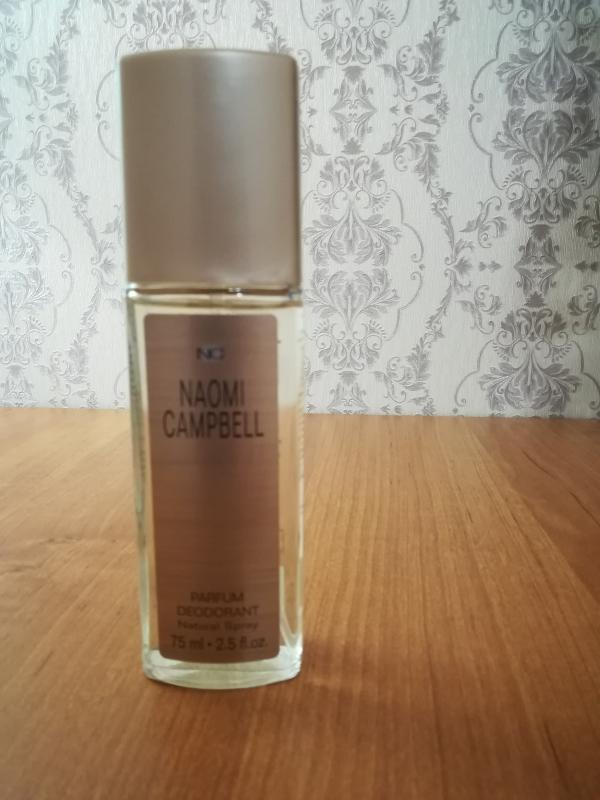 NC
NAOMI
CAMPBELL
PARFUM
DEODORANT
Natural Spray
75 ml • 2.5 fl.oz.